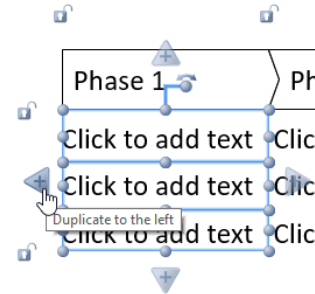 Phase 1 Ph
Click to add text Clic
Click to add text Clic
Duplicate to the left
Click to add text Clic